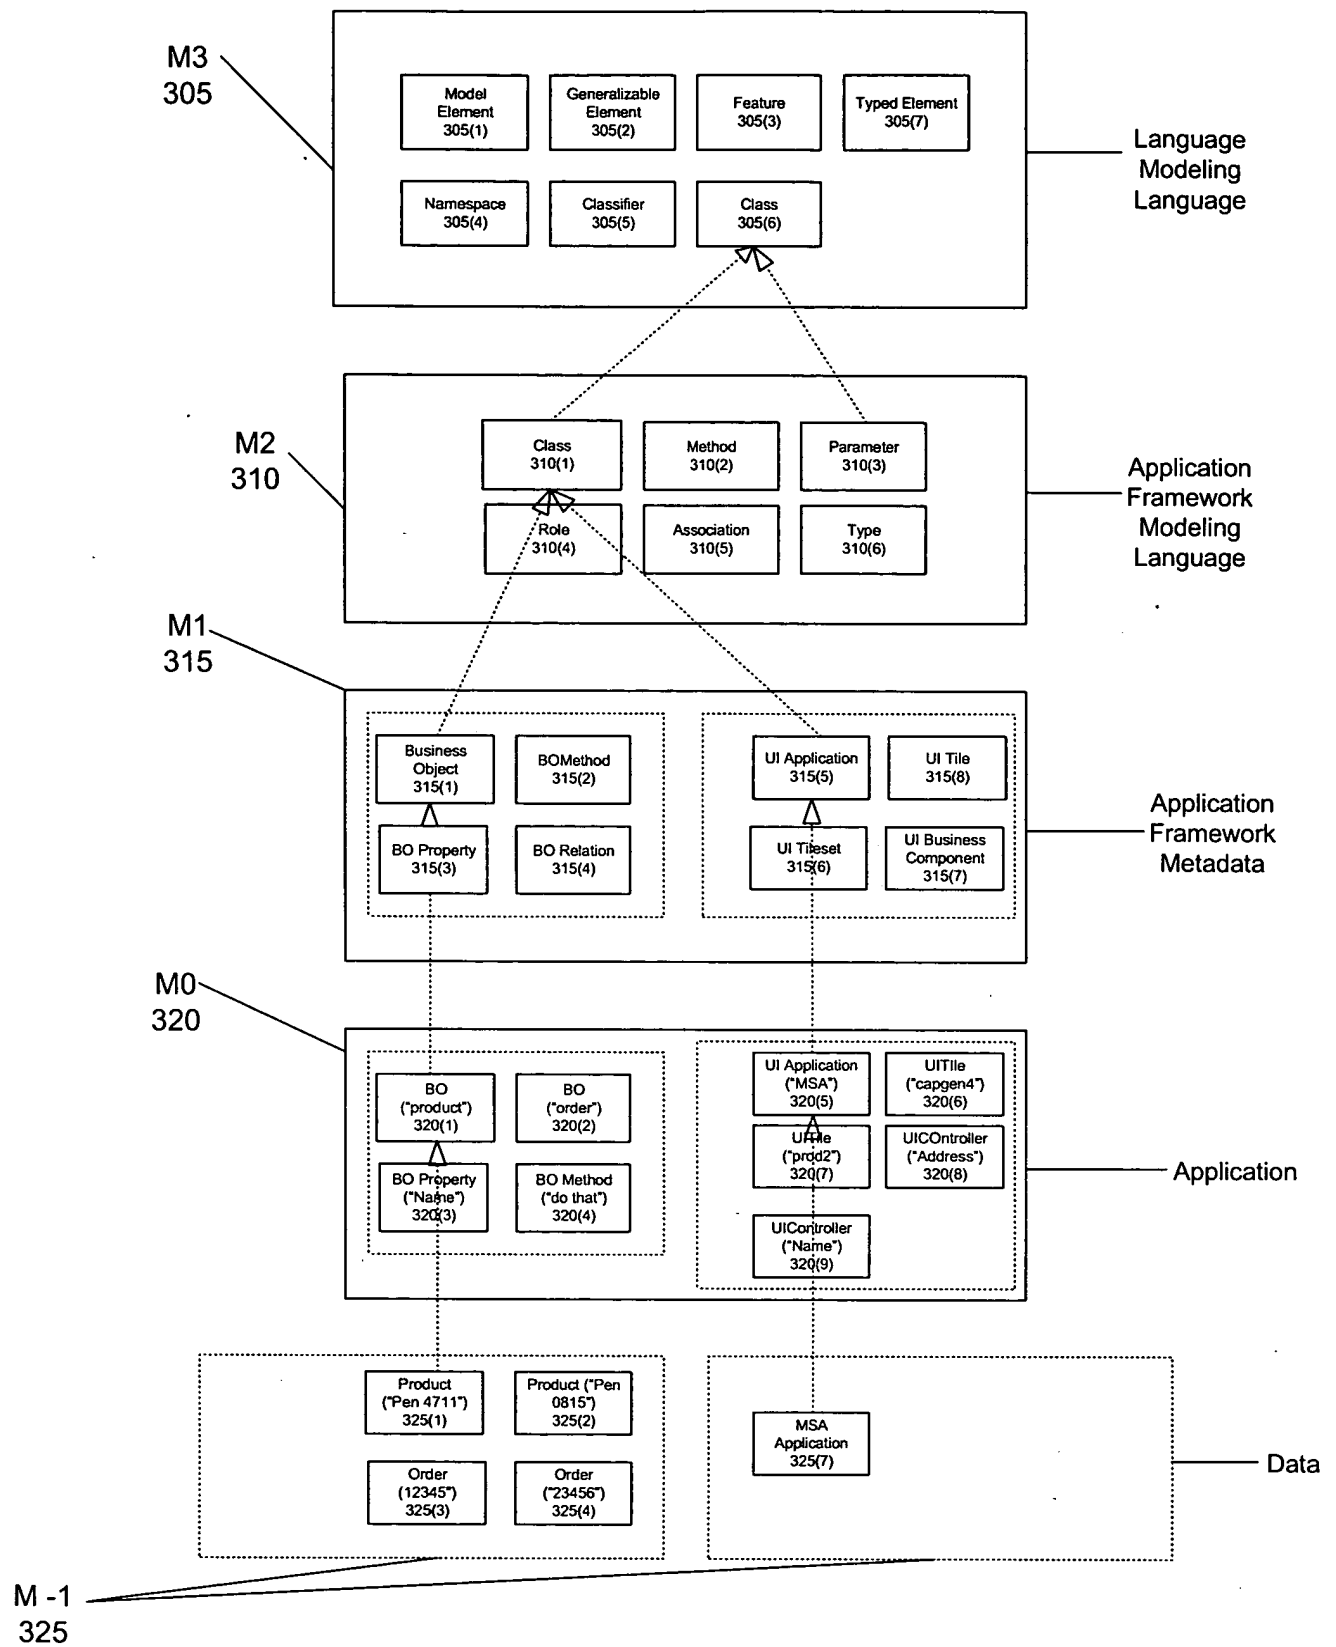 M3
305
Model
Element
305(1)
Generalizable
Element
305(2)
Feature
305(3)
Typed Element
305(7)
Namespace
305(4)
Classifier
305(5)
Class
305(6)
Language
Modeling
Language
M2
310
Class
310(1)
Method
310(2)
Parameter
310(3)
Role
310(4)
Association
310(5)
Type
310(6)
Application
Framework
Modeling
Language
M1
315
Business
Object
315(1)
BOMethod
315(2)
BO Property
315(3)
BO Relation
315(4)
UI Application
315(5)
UI Tile
315(8)
UI Tileset
315(6)
UI Business
Component
315(7)
Application
Framework
Metadata
M0
320
BO
("product")
320(1)
BO
("order")
320(2)
BO Property
("Name")
320(3)
BO Method
("do that")
320(4)
UI Application
("MSA")
320(5)
UITIle
("capgen4")
320(6)
UITile
("prod2")
320(7)
UICOntroller
("Address")
320(8)
UIController
("Name")
320(9)
Application
Product
("Pen 4711")
325(1)
Product ("Pen
0815")
325(2)
Order
(12345")
325(3)
Order
("23456")
325(4)
MSA
Application
325(7)
Data
M -1
325